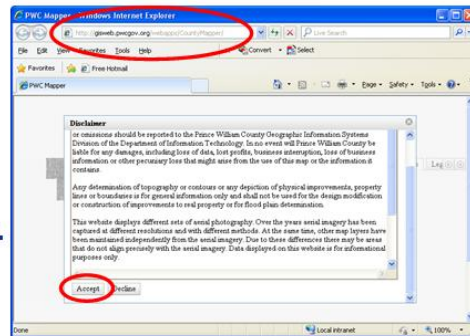 PWC Mapper - Windows Internet Explorer
http://gisweb.pwcgov.org/webapps/CountyMapper/
Live Search
File Edit View Favorites Tools Help
Convert Select
Favorites Free Hotmail
PWC Mapper
Page Safety Tools
Disclaimer
or omissions should be reported to the Prince William County Geographic Information Systems
Division of the Department of Information Technology. In no event will Prince William County be
liable for any damages, including loss of data, lost profits, business interruption, loss of business
information or other pecuniary loss that might arise from the use of this map or the information it
contains.
Any determination of topography or contours or any depiction of physical improvements, property
lines or boundaries is for general information only and shall not be used for the design modification
or construction of improvements to real property or for flood plain determination.
This website displays different sets of aerial photography. Over the years aerial imagery has been
captured at different resolutions and with different methods. At the same time, other map layers have
been maintained independently from the aerial imagery. Due to these differences there may be areas
that do not align precisely with the aerial imagery. Data displayed on this website is for informational
purposes only.
Accept Decline
Done Local intranet 100%